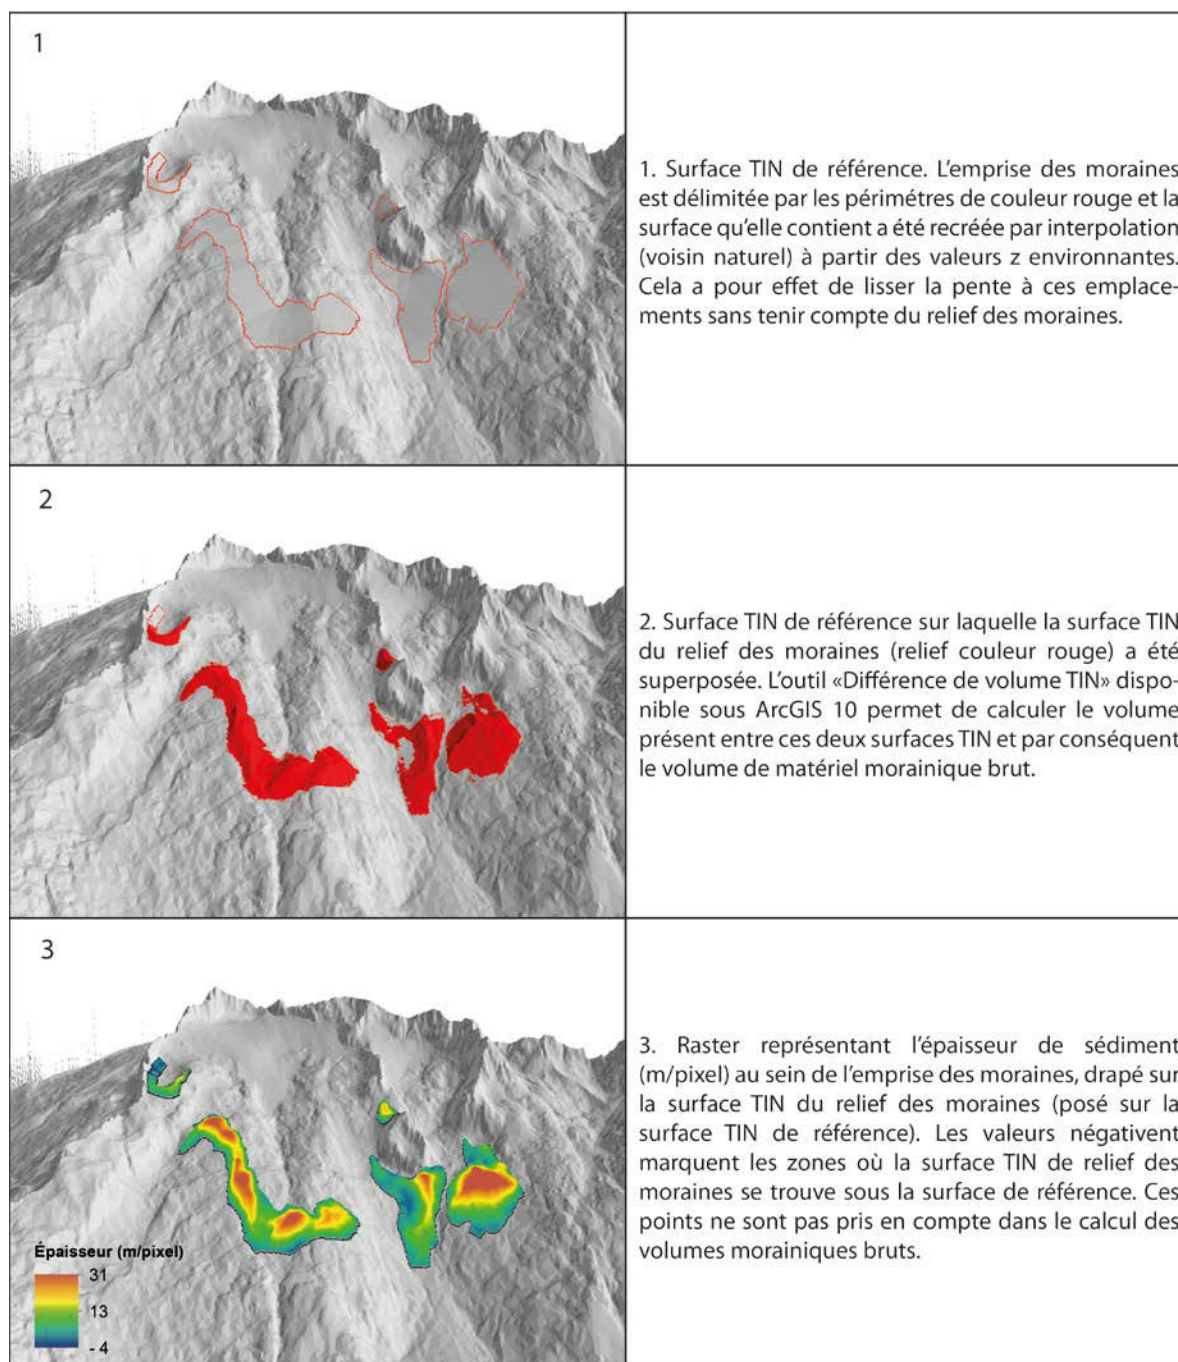 1
1. Surface TIN de référence. L'emprise des moraines
est délimitée par les périmétres de couleur rouge et la
surface qu'elle contient a été recréée par interpolation
(voisin naturel) à partir des valeurs z environnantes.
Cela a pour effet de lisser la pente à ces emplace-
ments sans tenir compte du relief des moraines.
2
2. Surface TIN de référence sur laquelle la surface TIN
du relief des moraines (relief couleur rouge) a été
superposée. L'outil «Différence de volume TIN» dispo-
nible sous ArcGIS 10 permet de calculer le volume
présent entre ces deux surfaces TIN et par conséquent
le volume de matériel morainique brut.
3
Épaisseur (m/pixel)
31
13
- 4
3. Raster représentant l'épaisseur de sédiment
(m/pixel) au sein de l'emprise des moraines, drapé sur
la surface TIN du relief des moraines (posé sur la
surface TIN de référence). Les valeurs négativent
marquent les zones où la surface TIN de relief des
moraines se trouve sous la surface de référence. Ces
points ne sont pas pris en compte dans le calcul des
volumes morainiques bruts.